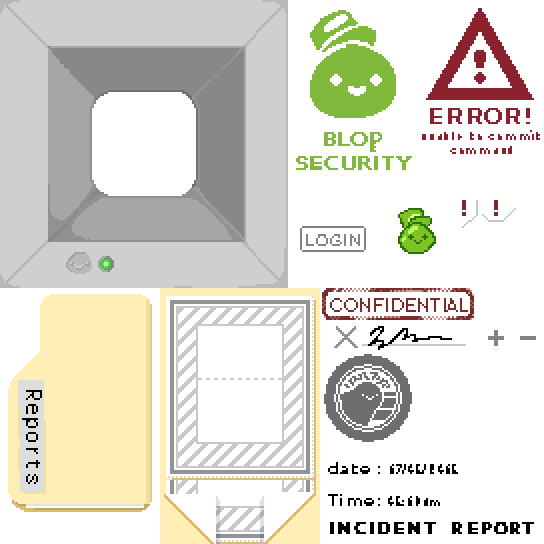 BLOP
SECURITY
ERROR!
unable to commit
command
! !
LOGIN
CONFIDENTIAL
Reports
date :
Time:
INCIDENT REPORT